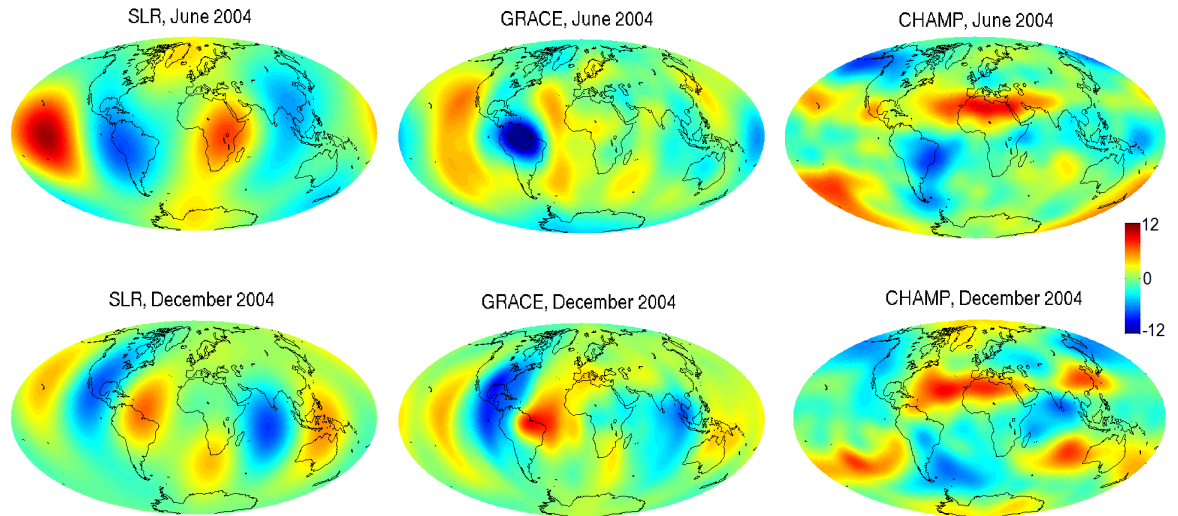 SLR, June 2004
GRACE, June 2004
CHAMP, June 2004
12
0
-12
SLR, December 2004
GRACE, December 2004
CHAMP, December 2004